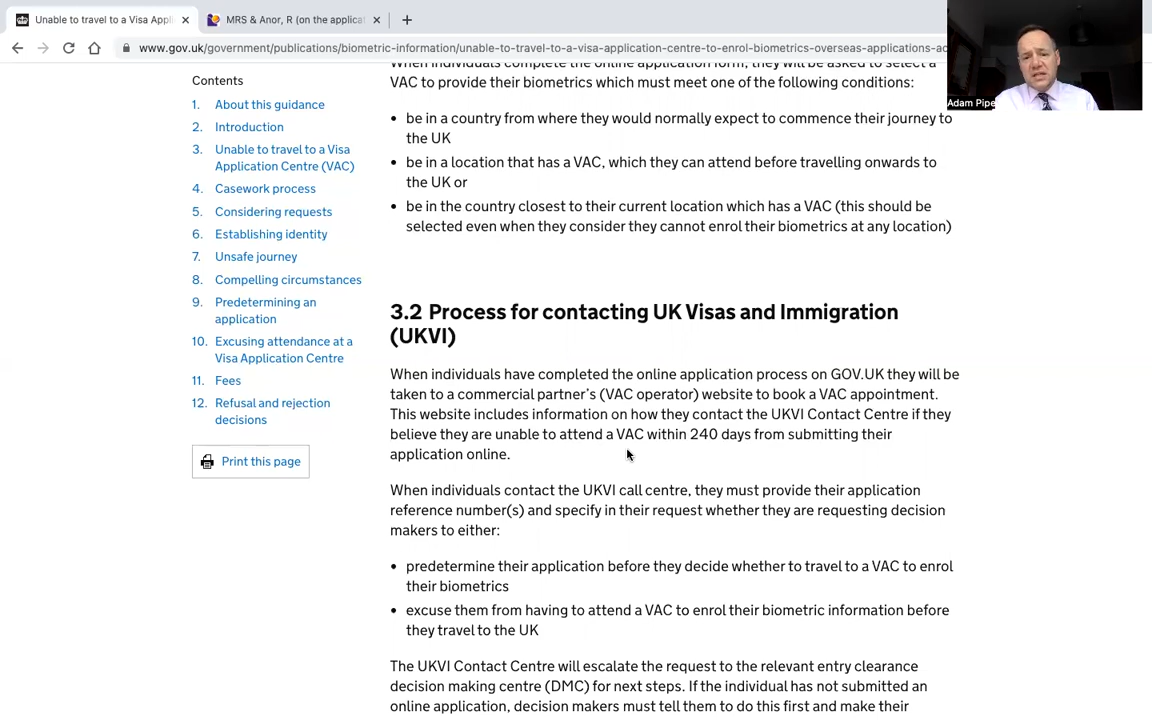 Unable to travel to a Visa Appli
MRS & Anor, R (on the applicat
www.gov.uk/government/publications/biometric-information/unable-to-travel-to-a-visa-application-centre-to-enrol-biometrics-overseas-applications-ac
Adam Pipe
Contents
1. About this guidance
2. Introduction
3. Unable to travel to a Visa
Application Centre (VAC)
4. Casework process
5. Considering requests
6. Establishing identity
7. Unsafe journey
8. Compelling circumstances
9. Predetermining an
application
10. Excusing attendance at a
Visa Application Centre
11. Fees
12. Refusal and rejection
decisions
Print this page
When individuals complete the online application form, they will be asked to select a
VAC to provide their biometrics which must meet one of the following conditions:
• be in a country from where they would normally expect to commence their journey to
the UK
• be in a location that has a VAC, which they can attend before travelling onwards to
the UK or
• be in the country closest to their current location which has a VAC (this should be
selected even when they consider they cannot enrol their biometrics at any location)
3.2 Process for contacting UK Visas and Immigration
(UKVI)
When individuals have completed the online application process on GOV.UK they will be
taken to a commercial partner's (VAC operator) website to book a VAC appointment.
This website includes information on how they contact the UKVI Contact Centre if they
believe they are unable to attend a VAC within 240 days from submitting their
application online.
When individuals contact the UKVI call centre, they must provide their application
reference number(s) and specify in their request whether they are requesting decision
makers to either:
• predetermine their application before they decide whether to travel to a VAC to enrol
their biometrics
• excuse them from having to attend a VAC to enrol their biometric information before
they travel to the UK
The UKVI Contact Centre will escalate the request to the relevant entry clearance
decision making centre (DMC) for next steps. If the individual has not submitted an
online application, decision makers must tell them to do this first and make their